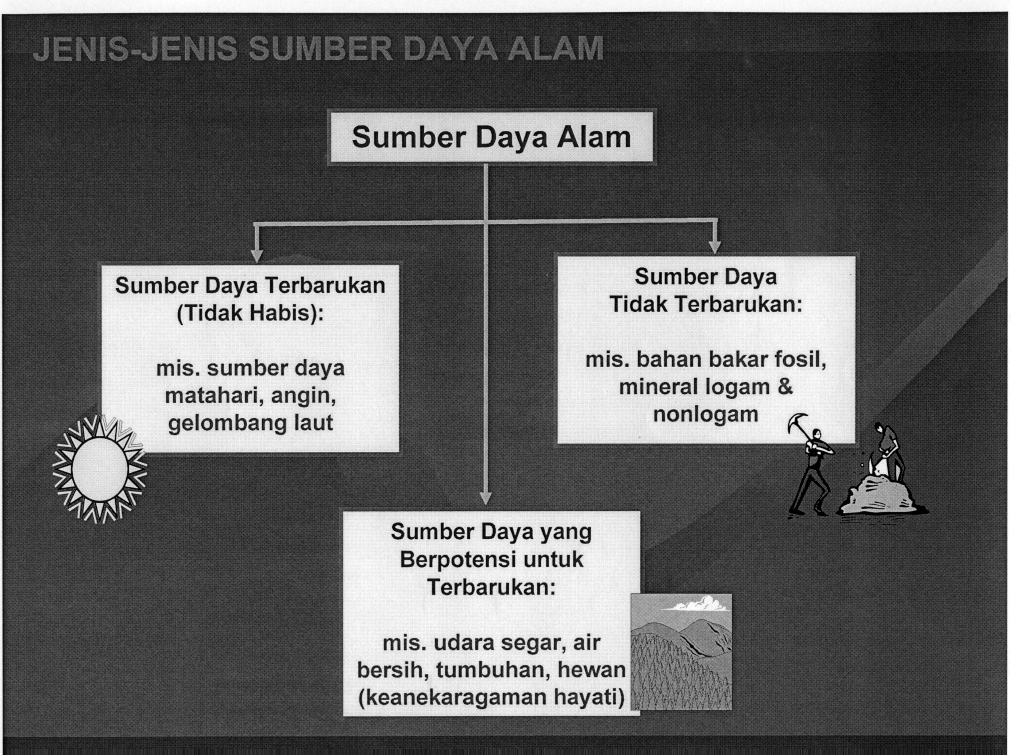 JENIS-JENIS SUMBER DAYA ALAM
Sumber Daya Alam
Sumber Daya Terbarukan
(Tidak Habis):
mis. sumber daya
matahari, angin,
gelombang laut
Sumber Daya
Tidak Terbarukan:
mis. bahan bakar fosil,
mineral logam &
nonlogam
Sumber Daya yang
Berpotensi untuk
Terbarukan:
mis. udara segar, air
bersih, tumbuhan, hewan
(keanekaragaman hayati)